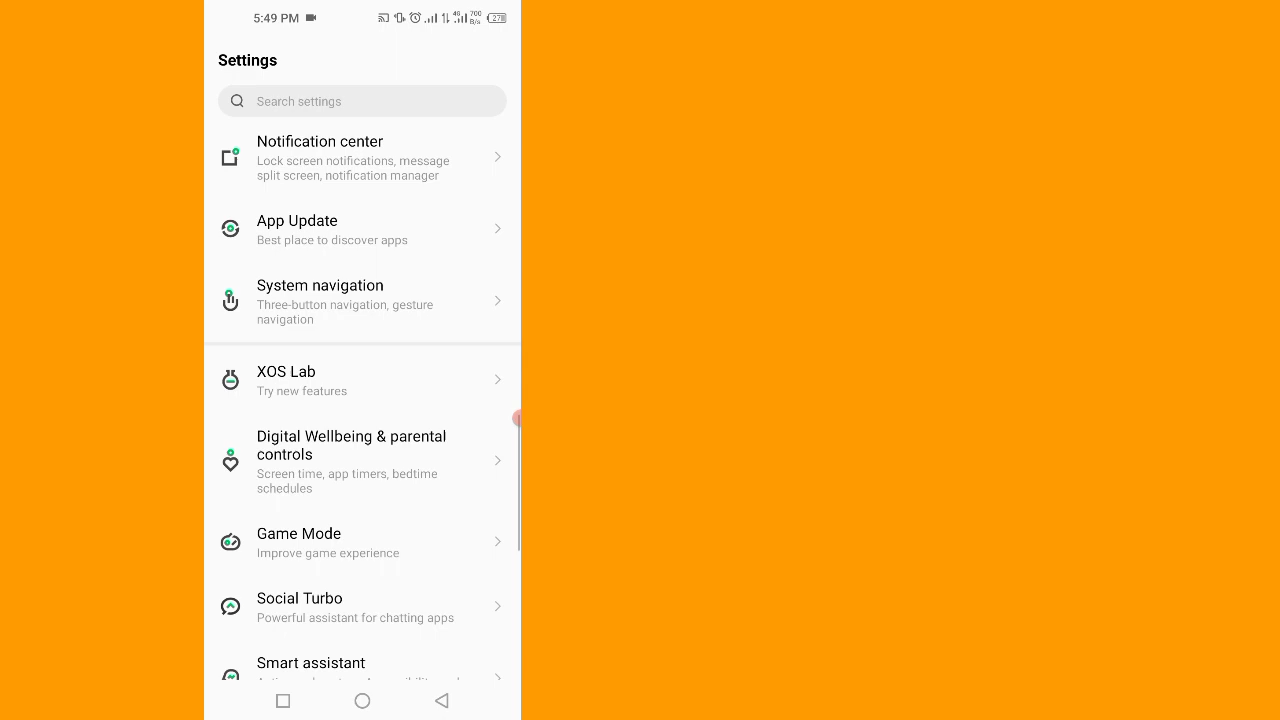 5:49 PM
4G 700 B/s 27
Settings
Search settings
Notification center
Lock screen notifications, message
split screen, notification manager
App Update
Best place to discover apps
System navigation
Three-button navigation, gesture
navigation
XOS Lab
Try new features
Digital Wellbeing & parental
controls
Screen time, app timers, bedtime
schedules
Game Mode
Improve game experience
Social Turbo
Powerful assistant for chatting apps
Smart assistant